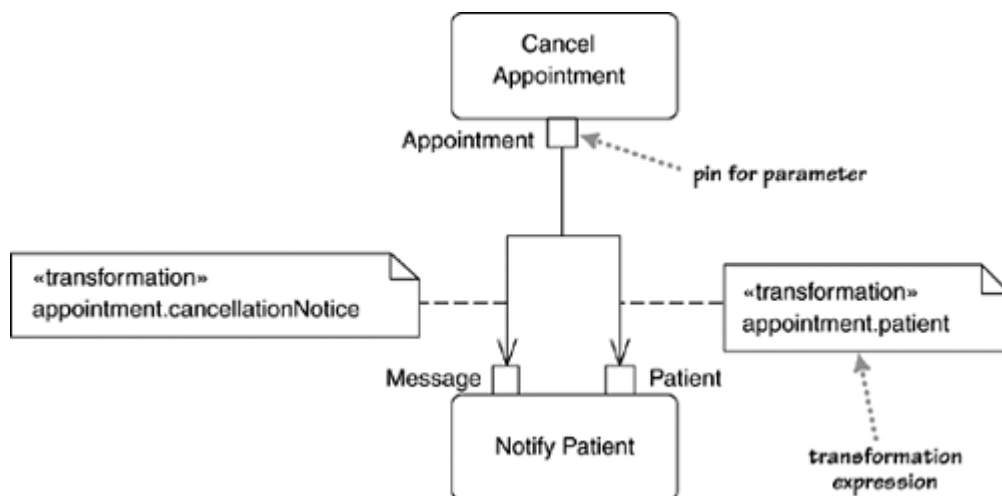 Cancel
Appointment
Appointment
pin for parameter
«transformation»
appointment.cancellationNotice
«transformation»
appointment.patient
Message
Patient
Notify Patient
transformation
expression